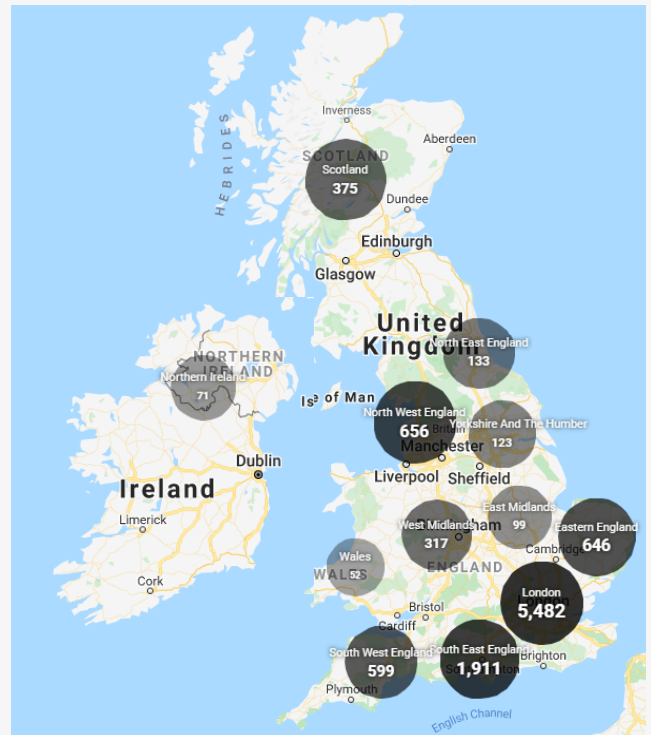 Inverness
Aberdeen
SCOTLAND
Scotland
375
HEBRIDES
Dundee
Edinburgh
Glasgow
United
Kingdom
North East England
133
NORTHERN
IRELAND
Northern Ireland
71
Isle of Man
North West England
656
Yorkshire And The Humber
123
Manchester
Dublin
Liverpool
Sheffield
Ireland
Limerick
East Midlands
99
West Midlands
317
Eastern England
646
Cambridge
Wales
52
WALES
ENGLAND
London
5,482
Cork
Bristol
Cardiff
South West England
599
South East England
1,911
Brighton
Plymouth
English Channel